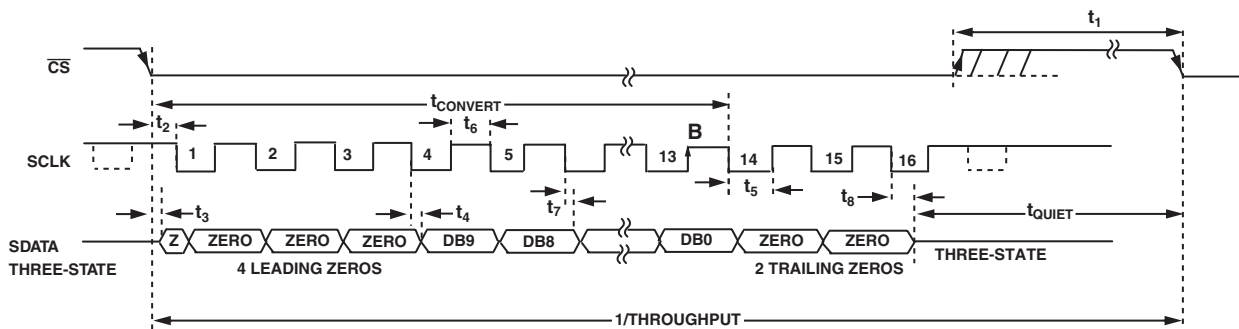 t1
CS
tCONVERT
t2
t6
B
SCLK
1
2
3
4
5
13
14
15
16
t5
t8
t3
t4
t7
tQUIET
SDATA
Z
ZERO
ZERO
ZERO
DB9
DB8
DB0
ZERO
ZERO
THREE-STATE
4 LEADING ZEROS
2 TRAILING ZEROS
THREE-STATE
1/THROUGHPUT